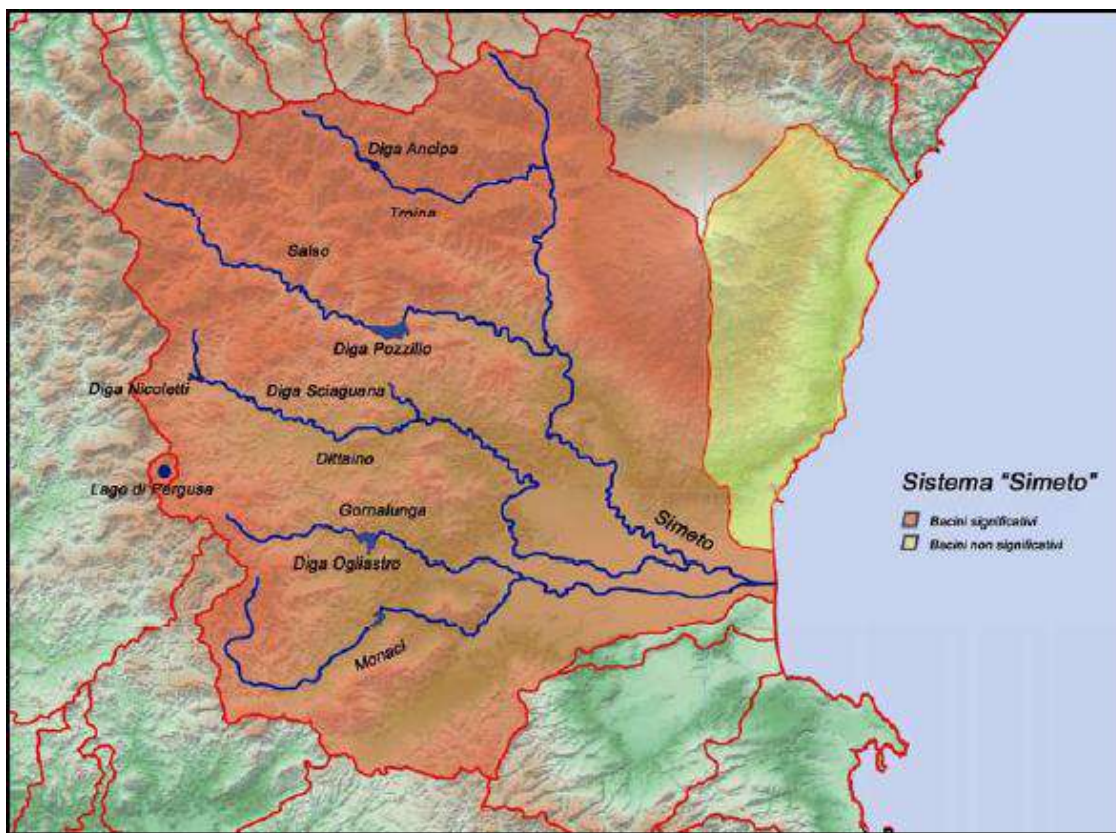 Diga Ancipa
Troina
Salso
Diga Pozzillo
Diga Nicoletti
Diga Sciaguana
Dittaino
Lago di Pergusa
Gornalunga
Simeto
Diga Ogliastro
Monaci
Sistema "Simeto"
Bacini significativi
Bacini non significativi